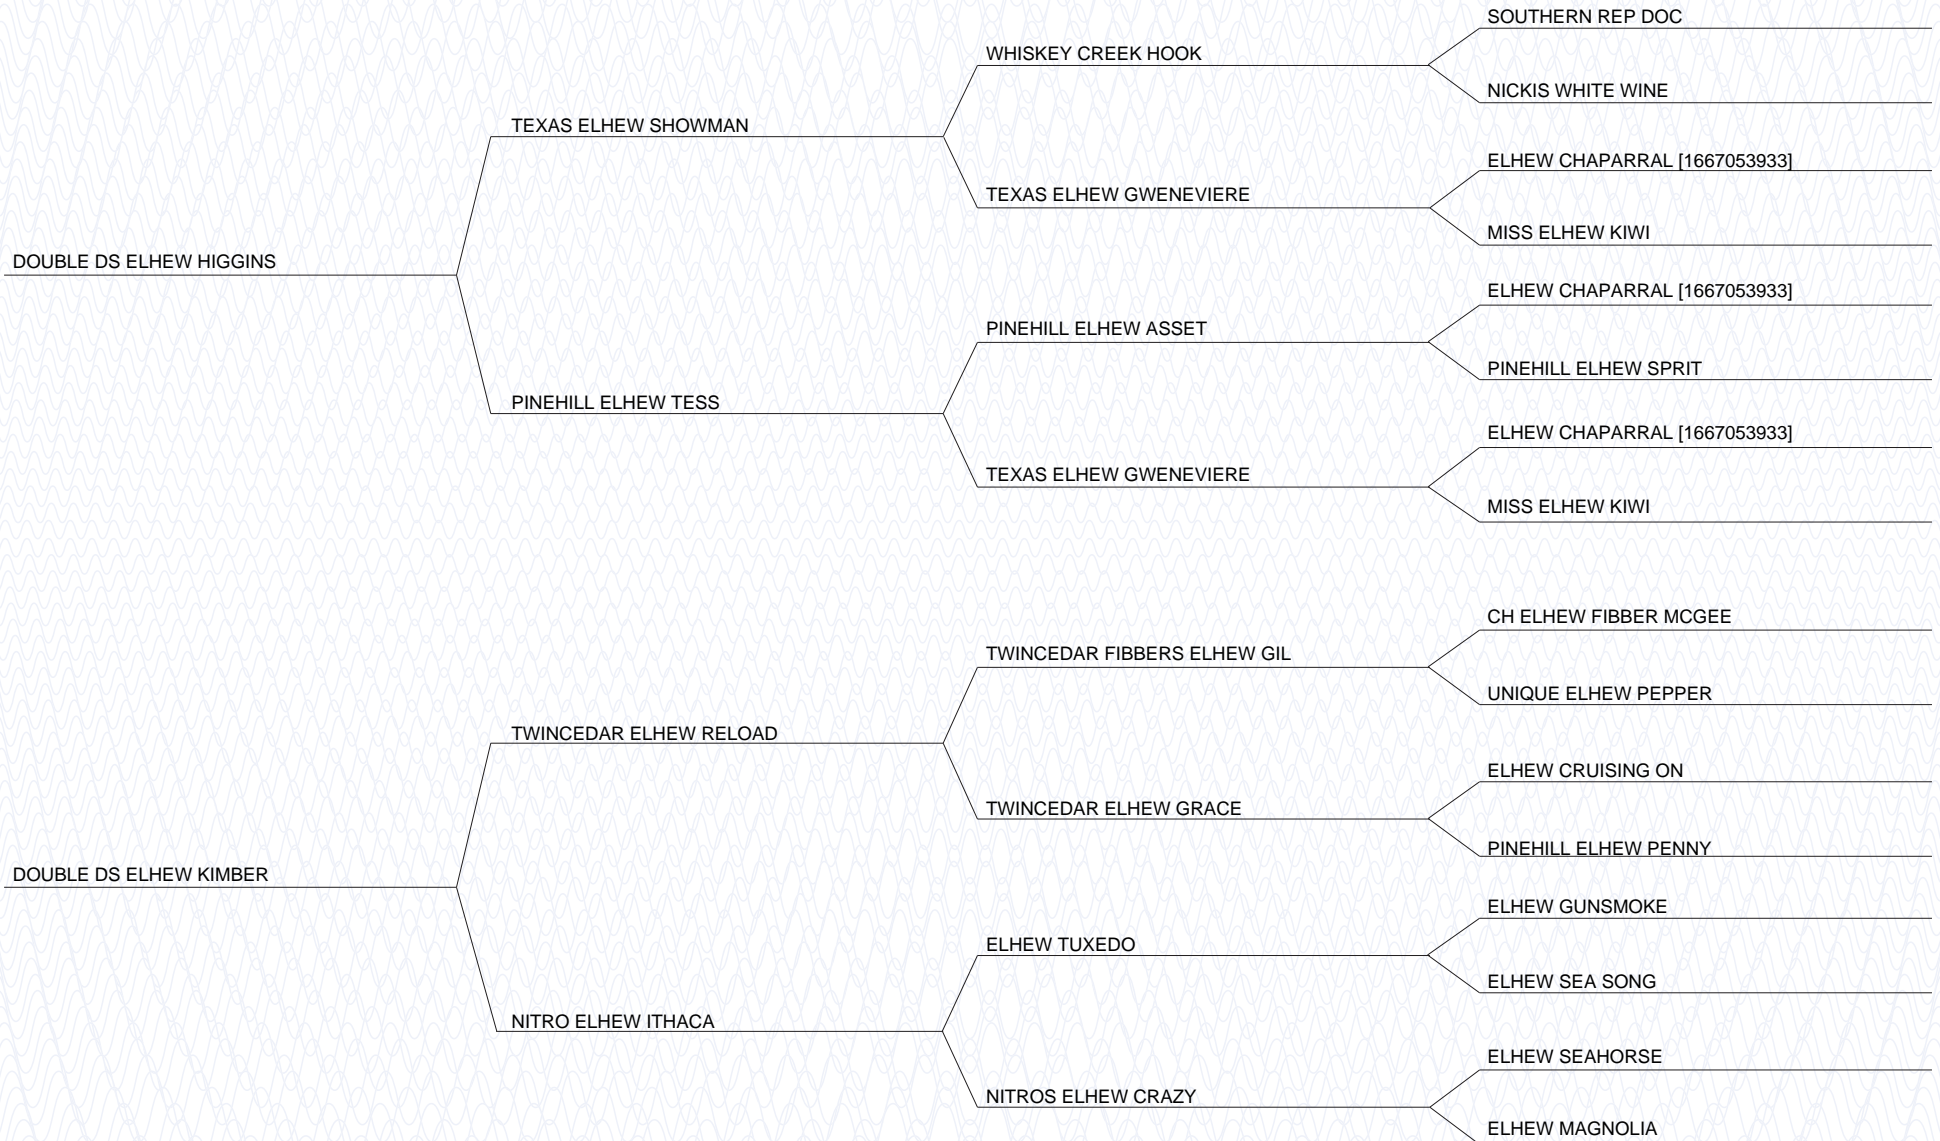 SOUTHERN REP DOC
WHISKEY CREEK HOOK
NICKIS WHITE WINE
TEXAS ELHEW SHOWMAN
ELHEW CHAPARRAL [1667053933]
TEXAS ELHEW GWENEVIERE
MISS ELHEW KIWI
DOUBLE DS ELHEW HIGGINS
ELHEW CHAPARRAL [1667053933]
PINEHILL ELHEW ASSET
PINEHILL ELHEW SPRIT
PINEHILL ELHEW TESS
ELHEW CHAPARRAL [1667053933]
TEXAS ELHEW GWENEVIERE
MISS ELHEW KIWI
CH ELHEW FIBBER MCGEE
TWINCEDAR FIBBERS ELHEW GIL
UNIQUE ELHEW PEPPER
TWINCEDAR ELHEW RELOAD
ELHEW CRUISING ON
TWINCEDAR ELHEW GRACE
PINEHILL ELHEW PENNY
DOUBLE DS ELHEW KIMBER
ELHEW GUNSMOKE
ELHEW TUXEDO
ELHEW SEA SONG
NITRO ELHEW ITHACA
ELHEW SEAHORSE
NITROS ELHEW CRAZY
ELHEW MAGNOLIA